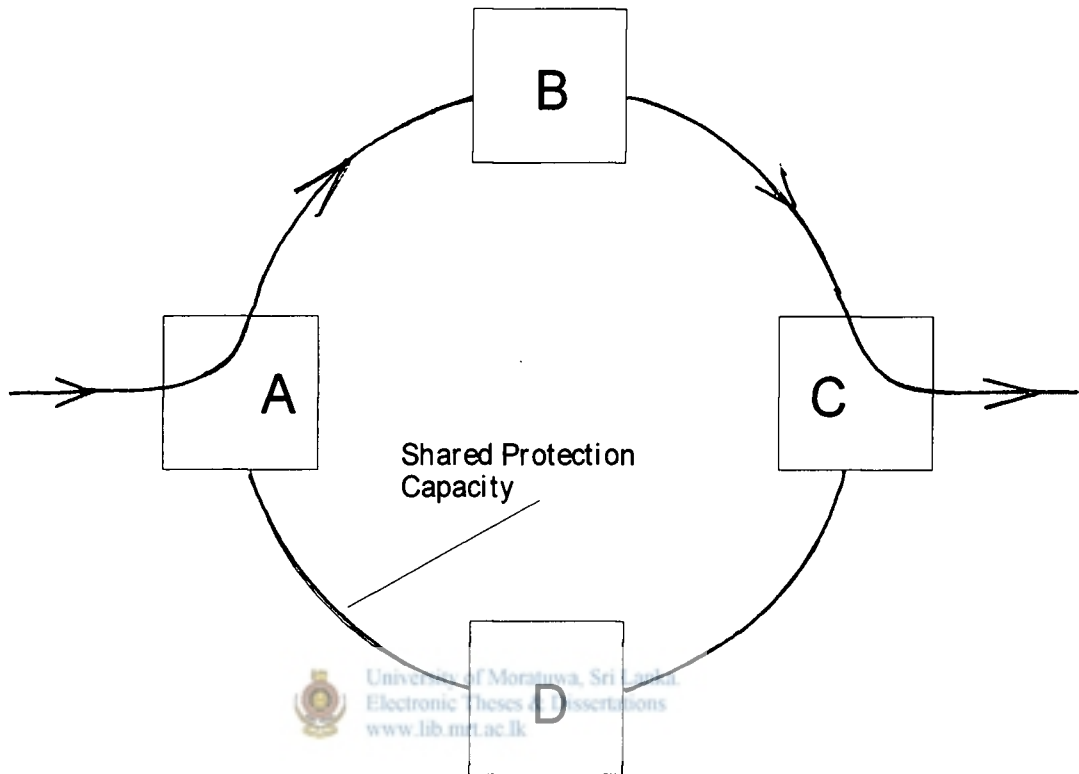 B
A
C
Shared Protection
Capacity
D
University of Moratuwa, Sri Lanka.
Electronic Theses & Dissertations
www.lib.mrt.ac.lk